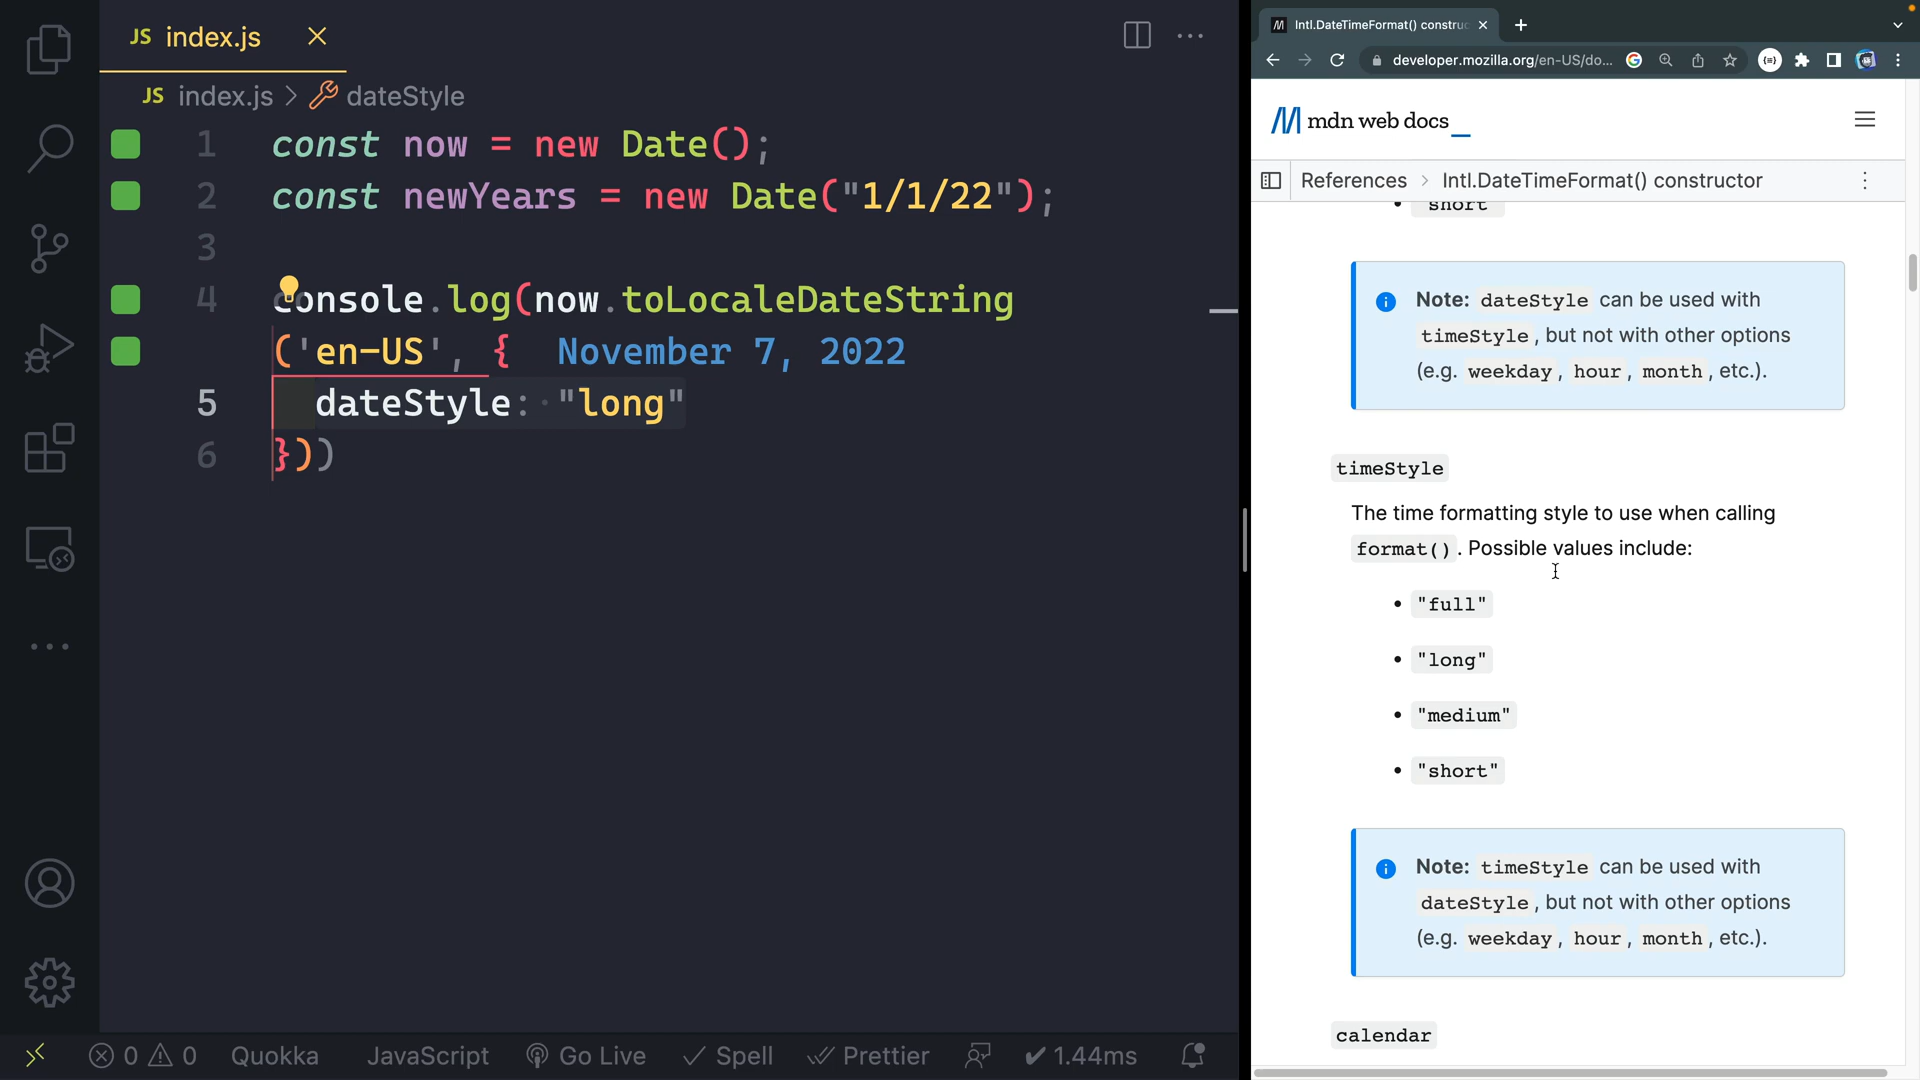 JS index.js
JS index.js > dateStyle
1 const now = new Date();
2 const newYears = new Date("1/1/22");
3
4 console.log(now.toLocaleDateString
('en-US', { November 7, 2022
5 dateStyle: "long"
6 }))
0 0 Quokka JavaScript Go Live Spell Prettier 1.44ms
Intl.DateTimeFormat() constru
developer.mozilla.org/en-US/do...
mdn web docs_
References > Intl.DateTimeFormat() constructor
• short
Note: dateStyle can be used with
timeStyle, but not with other options
(e.g. weekday, hour, month, etc.).
timeStyle
The time formatting style to use when calling
format(). Possible values include:
• "full"
• "long"
• "medium"
• "short"
Note: timeStyle can be used with
dateStyle, but not with other options
(e.g. weekday, hour, month, etc.).
calendar